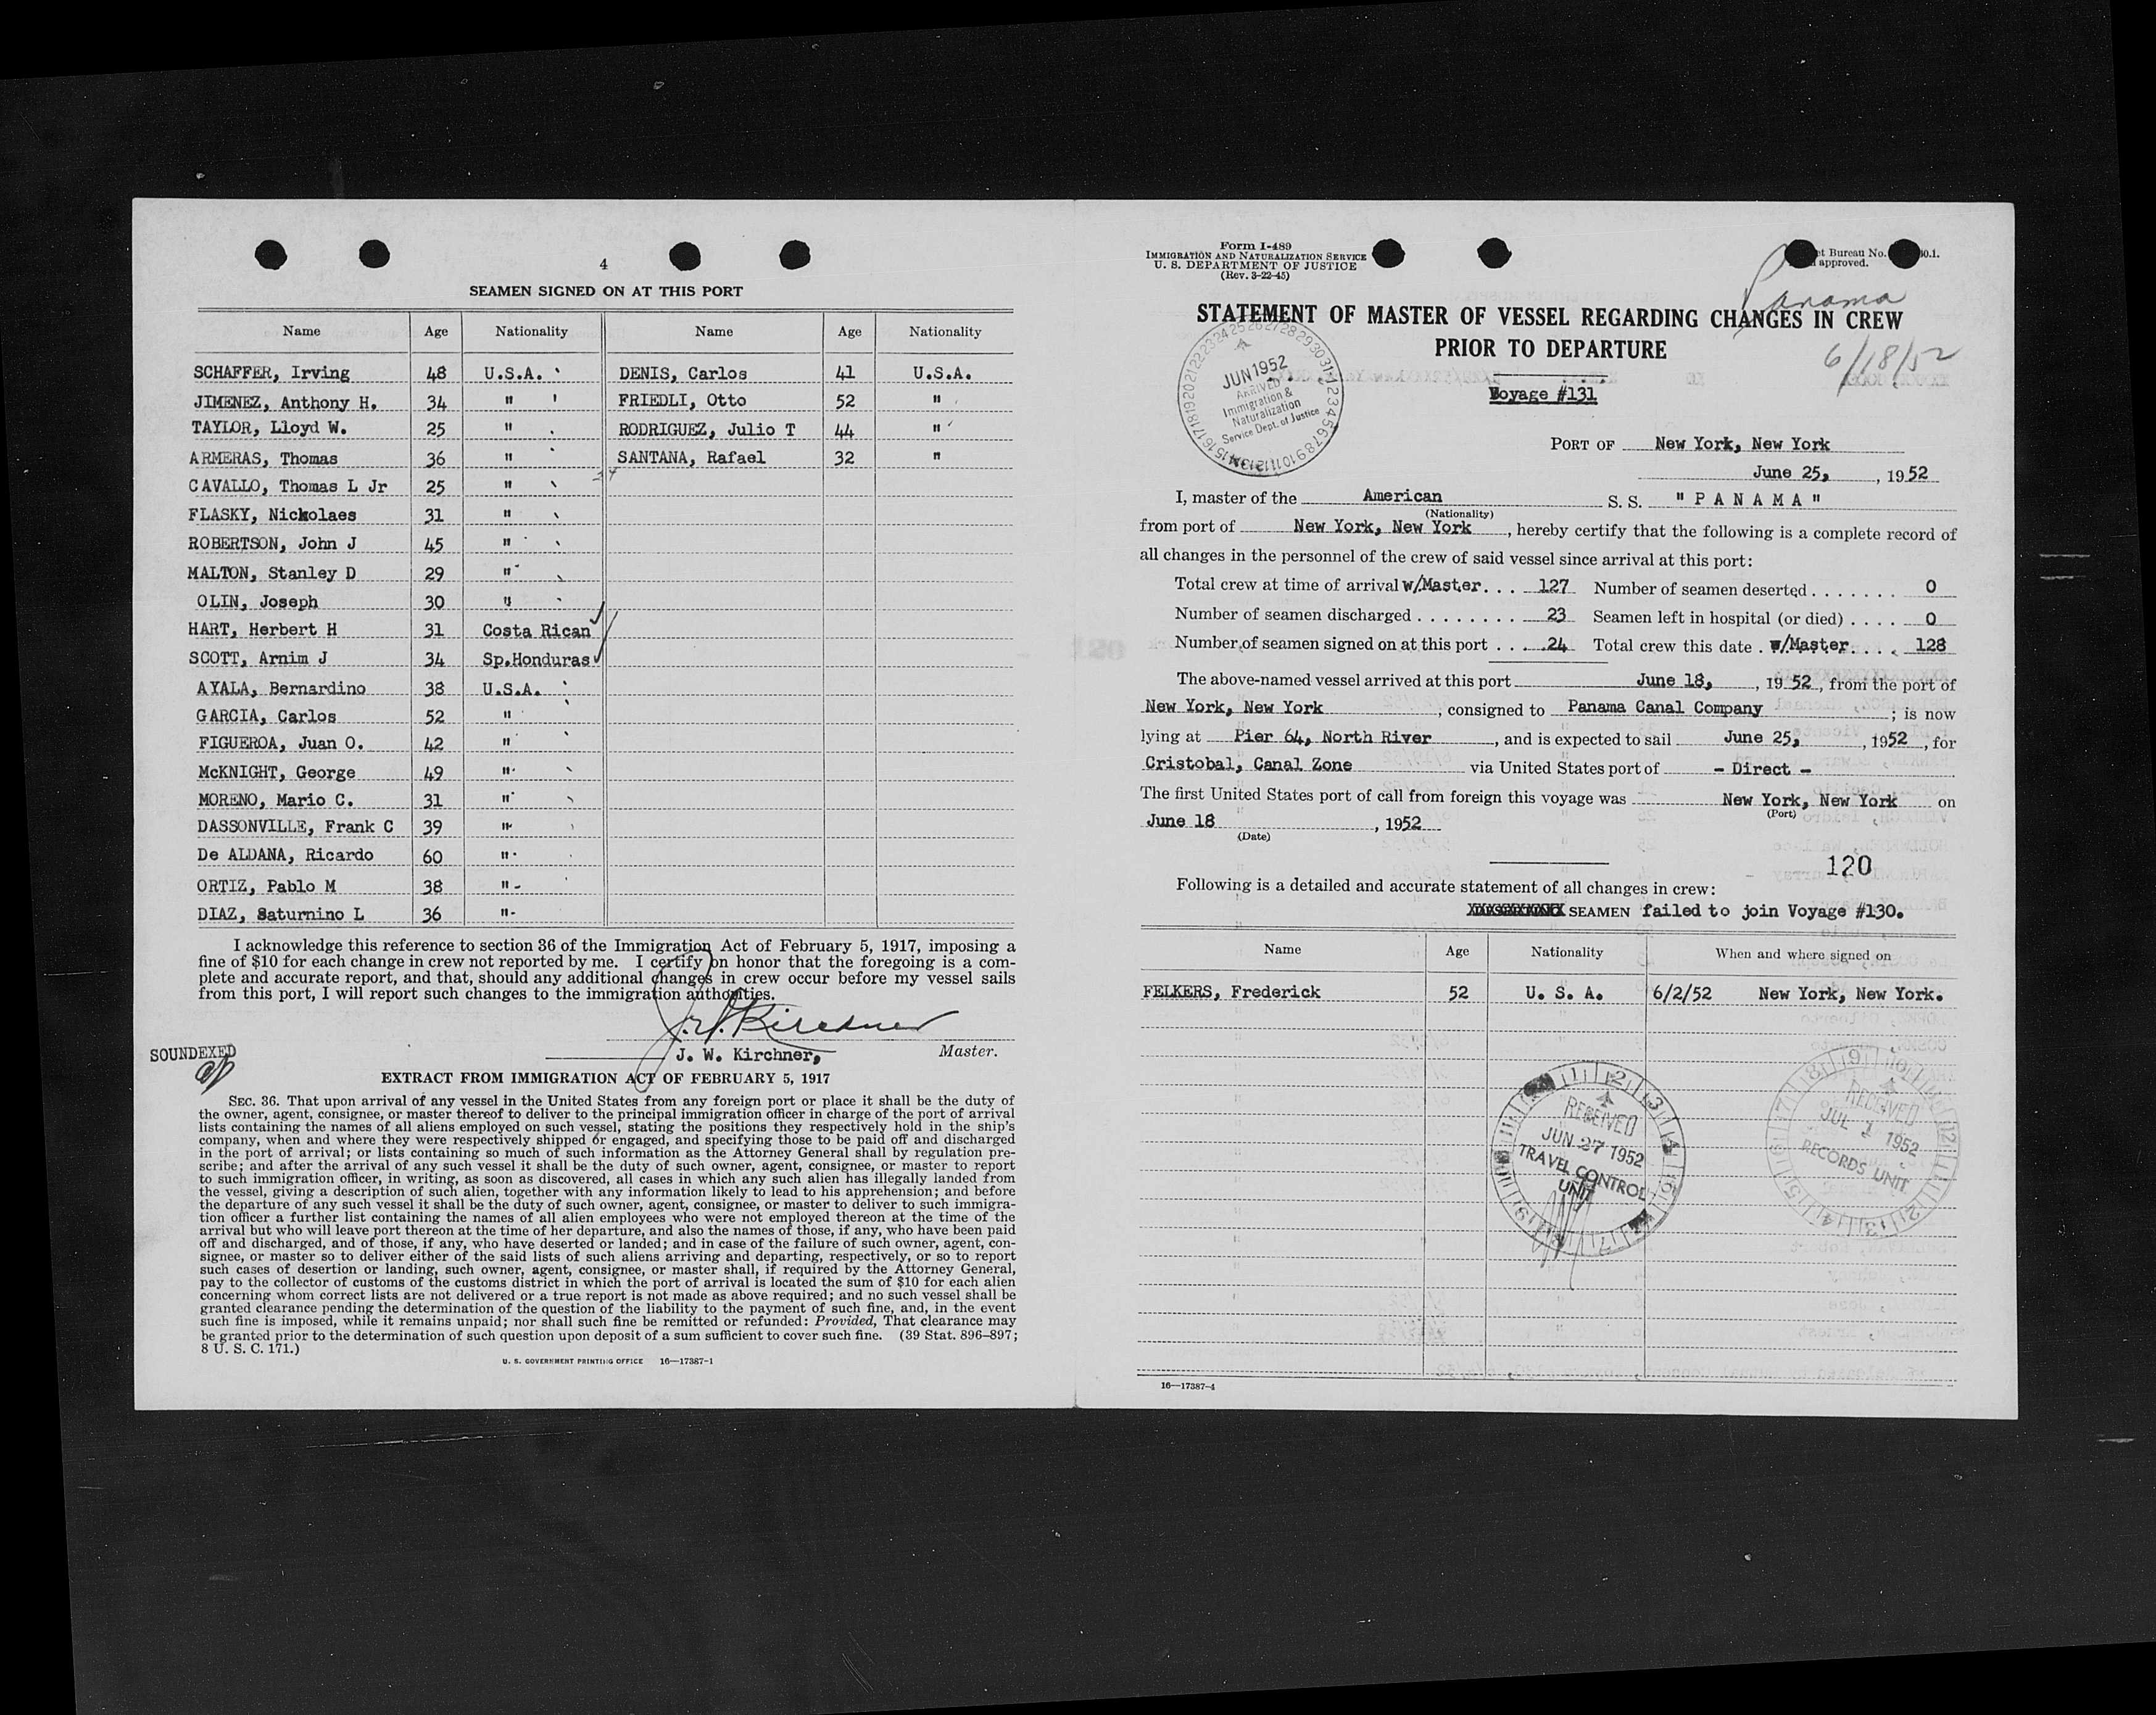 4
SEAMEN SIGNED ON AT THIS PORT
Name Age Nationality Name Age Nationality
SCHAFFER, Irving 48 U.S.A. DENIS, Carlos 41 U.S.A.
JIMENEZ, Anthony H. 34 " FRIEDLI, Otto 52 "
TAYLOR, Lloyd W. 25 " RODRIGUEZ, Julio T 44 "
ARMERAS, Thomas 36 " SANTANA, Rafael 32 "
CAVALLO, Thomas L Jr 25 "
FLASKY, Nickolaes 31 "
ROBERTSON, John J 45 "
MALTON, Stanley D 29 "
OLIN, Joseph 30 "
HART, Herbert H 31 Costa Rican
SCOTT, Arnim J 34 Sp.Honduras
AYALA, Bernardino 38 U.S.A.
GARCIA, Carlos 52 "
FIGUEROA, Juan O. 42 "
McKNIGHT, George 49 "
MORENO, Mario C. 31 "
DASSONVILLE, Frank C 39 "
De ALDANA, Ricardo 60 "
ORTIZ, Pablo M 38 "
DIAZ, Saturnino L 36 "
I acknowledge this reference to section 36 of the Immigration Act of February 5, 1917, imposing a
fine of $10 for each change in crew not reported by me. I certify on honor that the foregoing is a com-
plete and accurate report, and that, should any additional changes in crew occur before my vessel sails
from this port, I will report such changes to the immigration authorities.
J. W. Kirchner
J. W. Kirchner, Master.
SOUNDEXED
EXTRACT FROM IMMIGRATION ACT OF FEBRUARY 5, 1917
SEC. 36. That upon arrival of any vessel in the United States from any foreign port or place it shall be the duty of
the owner, agent, consignee, or master thereof to deliver to the principal immigration officer in charge of the port of arrival
lists containing the names of all aliens employed on such vessel, stating the positions they respectively hold in the ship's
company, when and where they were respectively shipped or engaged, and specifying those to be paid off and discharged
in the port of arrival; or lists containing so much of such information as the Attorney General shall by regulation pre-
scribe; and after the arrival of any such vessel it shall be the duty of such owner, agent, consignee, or master to report
to such immigration officer, in writing, as soon as discovered, all cases in which any such alien has illegally landed from
the vessel, giving a description of such alien, together with any information likely to lead to his apprehension; and before
the departure of any such vessel it shall be the duty of such owner, agent, consignee, or master to deliver to such immigra-
tion officer a further list containing the names of all alien employees who were not employed thereon at the time of the
arrival but who will leave port thereon at the time of her departure, and also the names of those, if any, who have been paid
off and discharged, and of those, if any, who have deserted or landed; and in case of the failure of such owner, agent, con-
signee, or master so to deliver either of the said lists of such aliens arriving and departing, respectively, or so to report
such cases of desertion or landing, such owner, agent, consignee, or master shall, if required by the Attorney General,
pay to the collector of customs of the customs district in which the port of arrival is located the sum of $10 for each alien
concerning whom correct lists are not delivered or a true report is not made as above required; and no such vessel shall be
granted clearance pending the determination of the question of the liability to the payment of such fine, and, in the event
such fine is imposed, while it remains unpaid; nor shall such fine be remitted or refunded: Provided, That clearance may
be granted prior to the determination of such question upon deposit of a sum sufficient to cover such fine. (39 Stat. 896-897;
8 U. S. C. 171.)
U. S. GOVERNMENT PRINTING OFFICE 16—17387-1
Form I-489
IMMIGRATION AND NATURALIZATION SERVICE
U. S. DEPARTMENT OF JUSTICE
(Rev. 3-22-45)
Bureau No.
approved.
Panama
STATEMENT OF MASTER OF VESSEL REGARDING CHANGES IN CREW
PRIOR TO DEPARTURE
6/18/52
Voyage #131
JUN 1952
ARRIVED
Immigration &
Naturalization
Service Dept. of Justice
PORT OF New York, New York
June 25, , 1952
I, master of the American S. S. "PANAMA"
(Nationality)
from port of New York, New York, hereby certify that the following is a complete record of
all changes in the personnel of the crew of said vessel since arrival at this port:
Total crew at time of arrival w/Master. . . 127 Number of seamen deserted . . . . . . . 0
Number of seamen discharged . . . . . . . . 23 Seamen left in hospital (or died) . . . . 0
Number of seamen signed on at this port . . . 24 Total crew this date . w/Master. . . . 128
The above-named vessel arrived at this port June 18, , 1952, from the port of
New York, New York, consigned to Panama Canal Company; is now
lying at Pier 64, North River, and is expected to sail June 25, , 1952, for
Cristobal, Canal Zone via United States port of - Direct -
The first United States port of call from foreign this voyage was New York, New York on
(Port)
June 18, 1952
(Date)
120
Following is a detailed and accurate statement of all changes in crew:
SEAMEN failed to join Voyage #130.
Name Age Nationality When and where signed on
FELKERS, Frederick 52 U. S. A. 6/2/52 New York, New York.
RECEIVED
JUN 27 1952
TRAVEL CONTROL
UNIT
RECEIVED
JUL 1 1952
RECORDS UNIT
16—17387-4